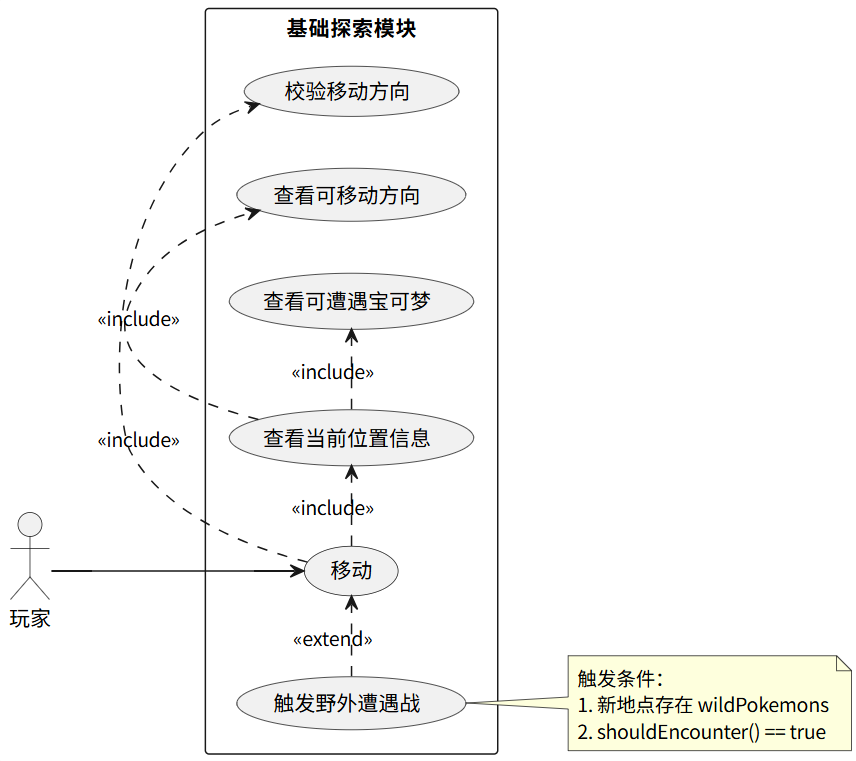 基础探索模块
校验移动方向
查看可移动方向
查看可遭遇宝可梦
«include»
«include»
查看当前位置信息
«include»
«include»
移动
玩家
«extend»
触发野外遭遇战
触发条件：
1. 新地点存在 wildPokemons
2. shouldEncounter() == true